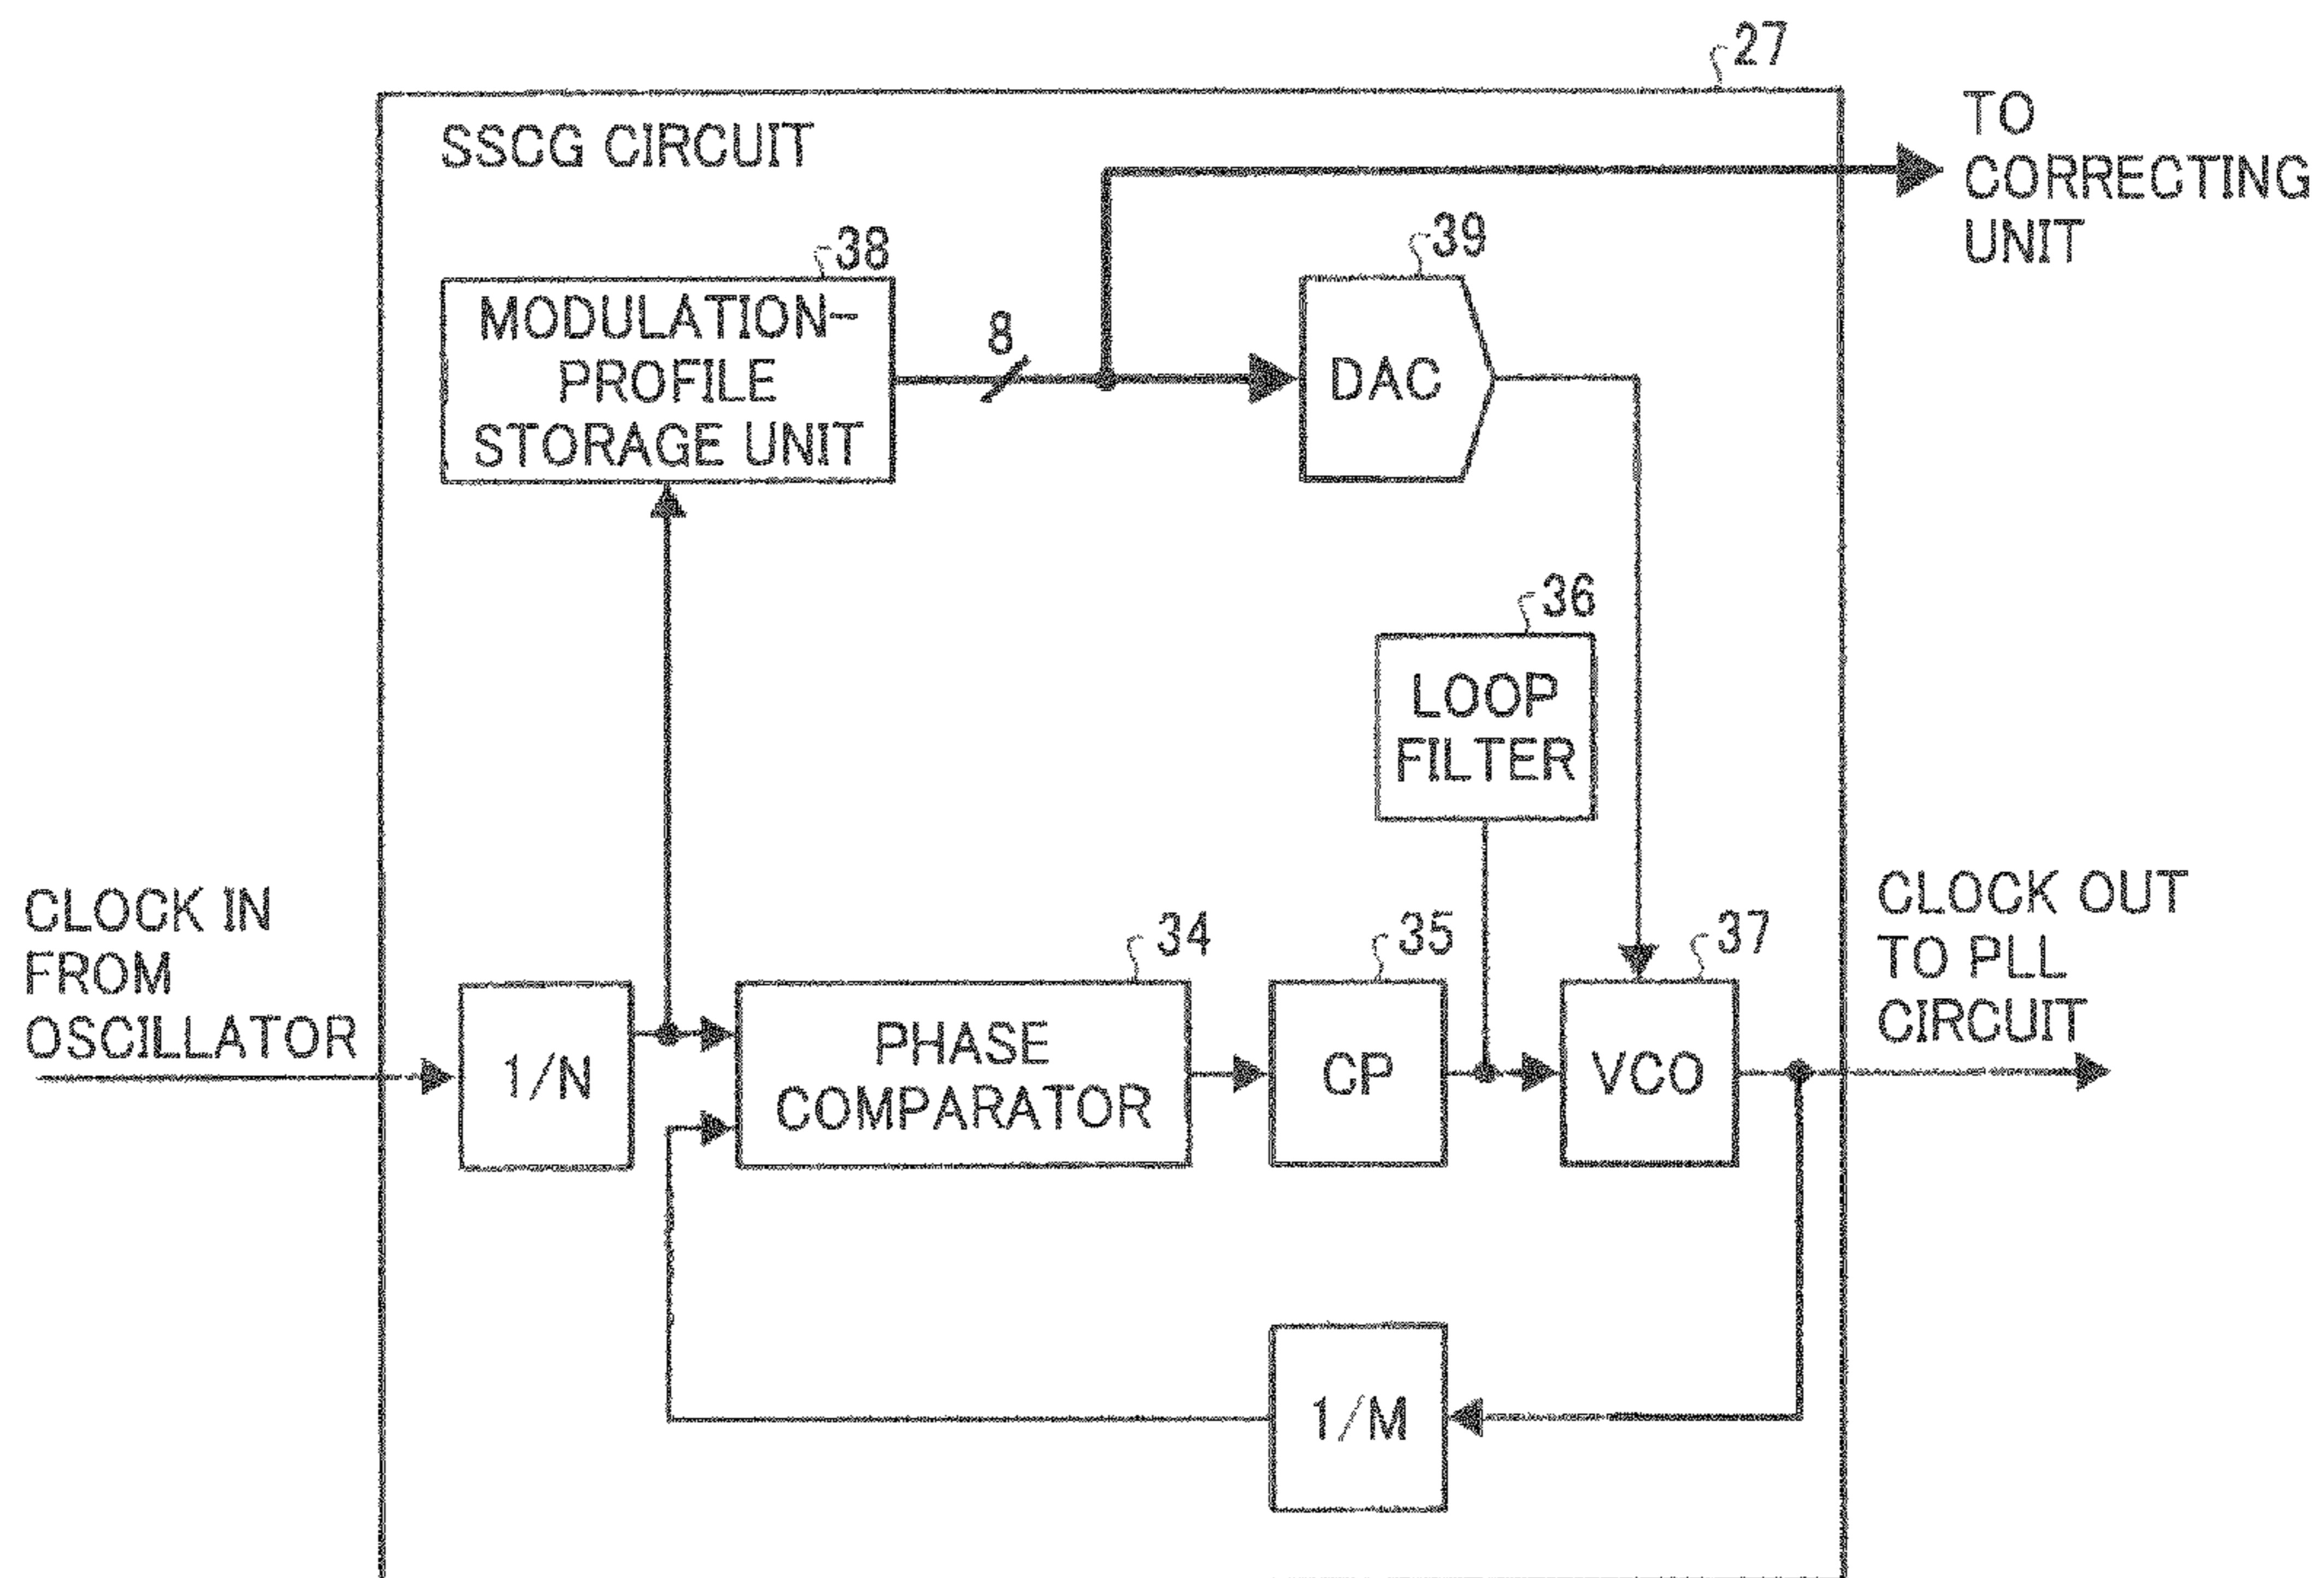 27
TO
CORRECTING
UNIT
SSCG CIRCUIT
38
MODULATION-
PROFILE
STORAGE UNIT
8
39
DAC
36
LOOP
FILTER
CLOCK IN
FROM
OSCILLATOR
1/N
34
PHASE
COMPARATOR
35
CP
37
VCO
CLOCK OUT
TO PLL
CIRCUIT
1/M